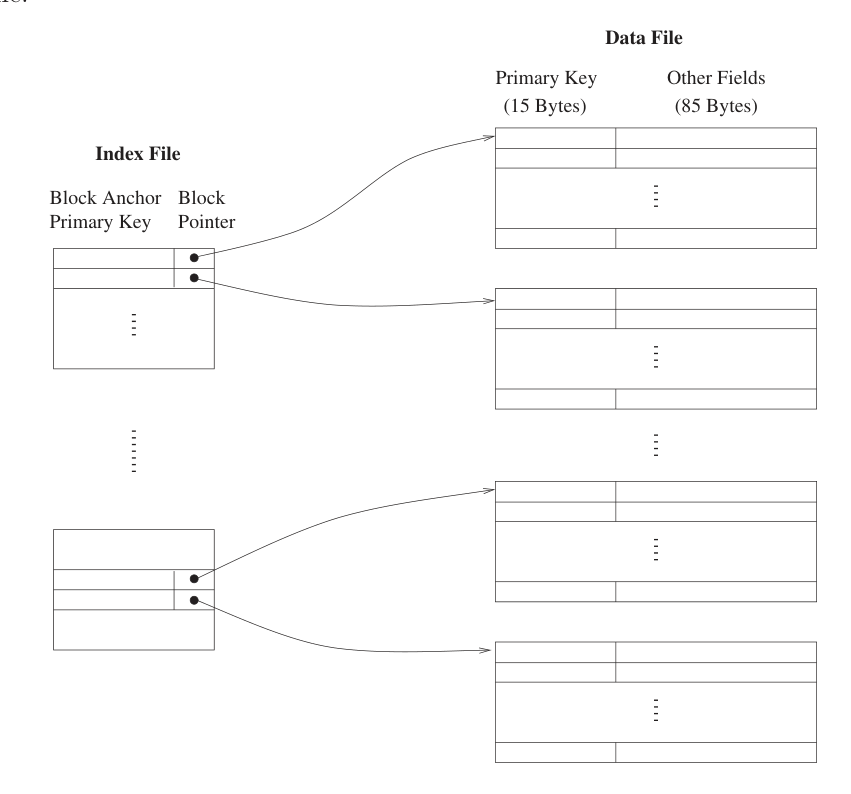 Data File
Primary Key Other Fields
(15 Bytes) (85 Bytes)
Index File
Block Anchor Block
Primary Key Pointer